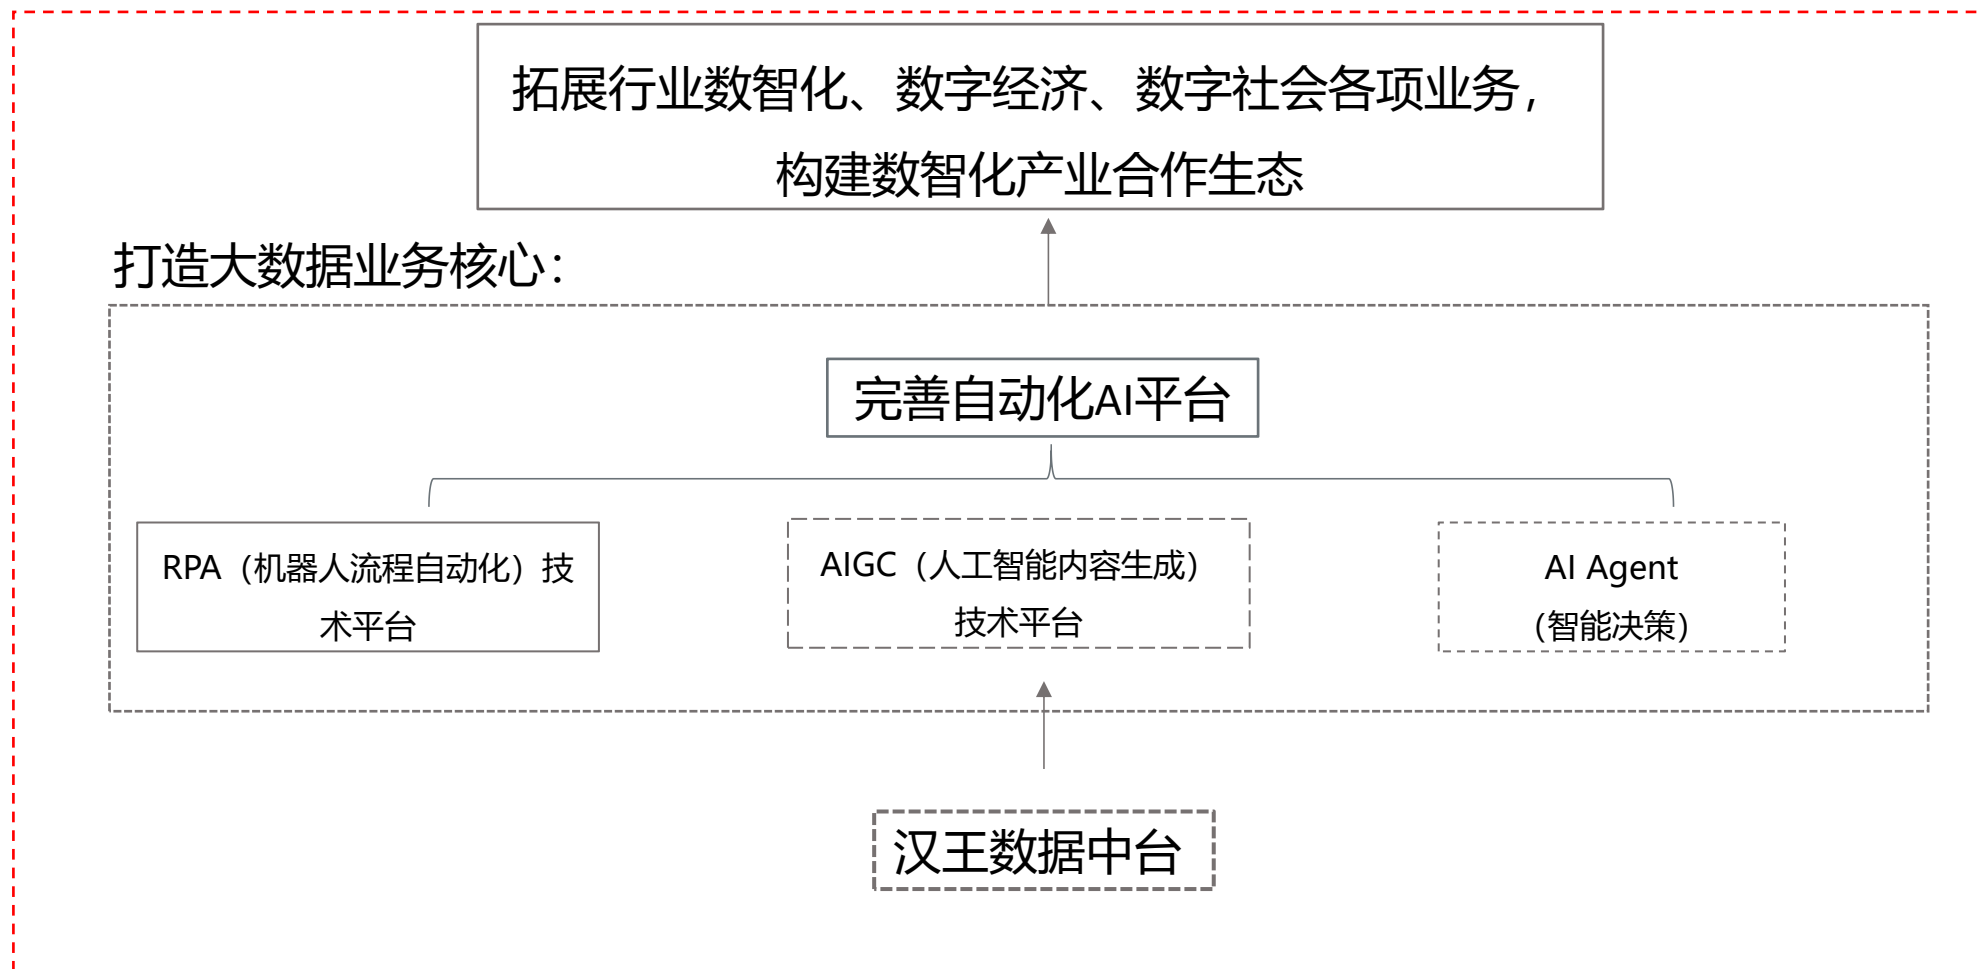 拓展行业数智化、数字经济、数字社会各项业务，
构建数智化产业合作生态
打造大数据业务核心：
完善自动化AI平台
RPA（机器人流程自动化）技
术平台
AIGC（人工智能内容生成）
技术平台
AI Agent
（智能决策）
汉王数据中台